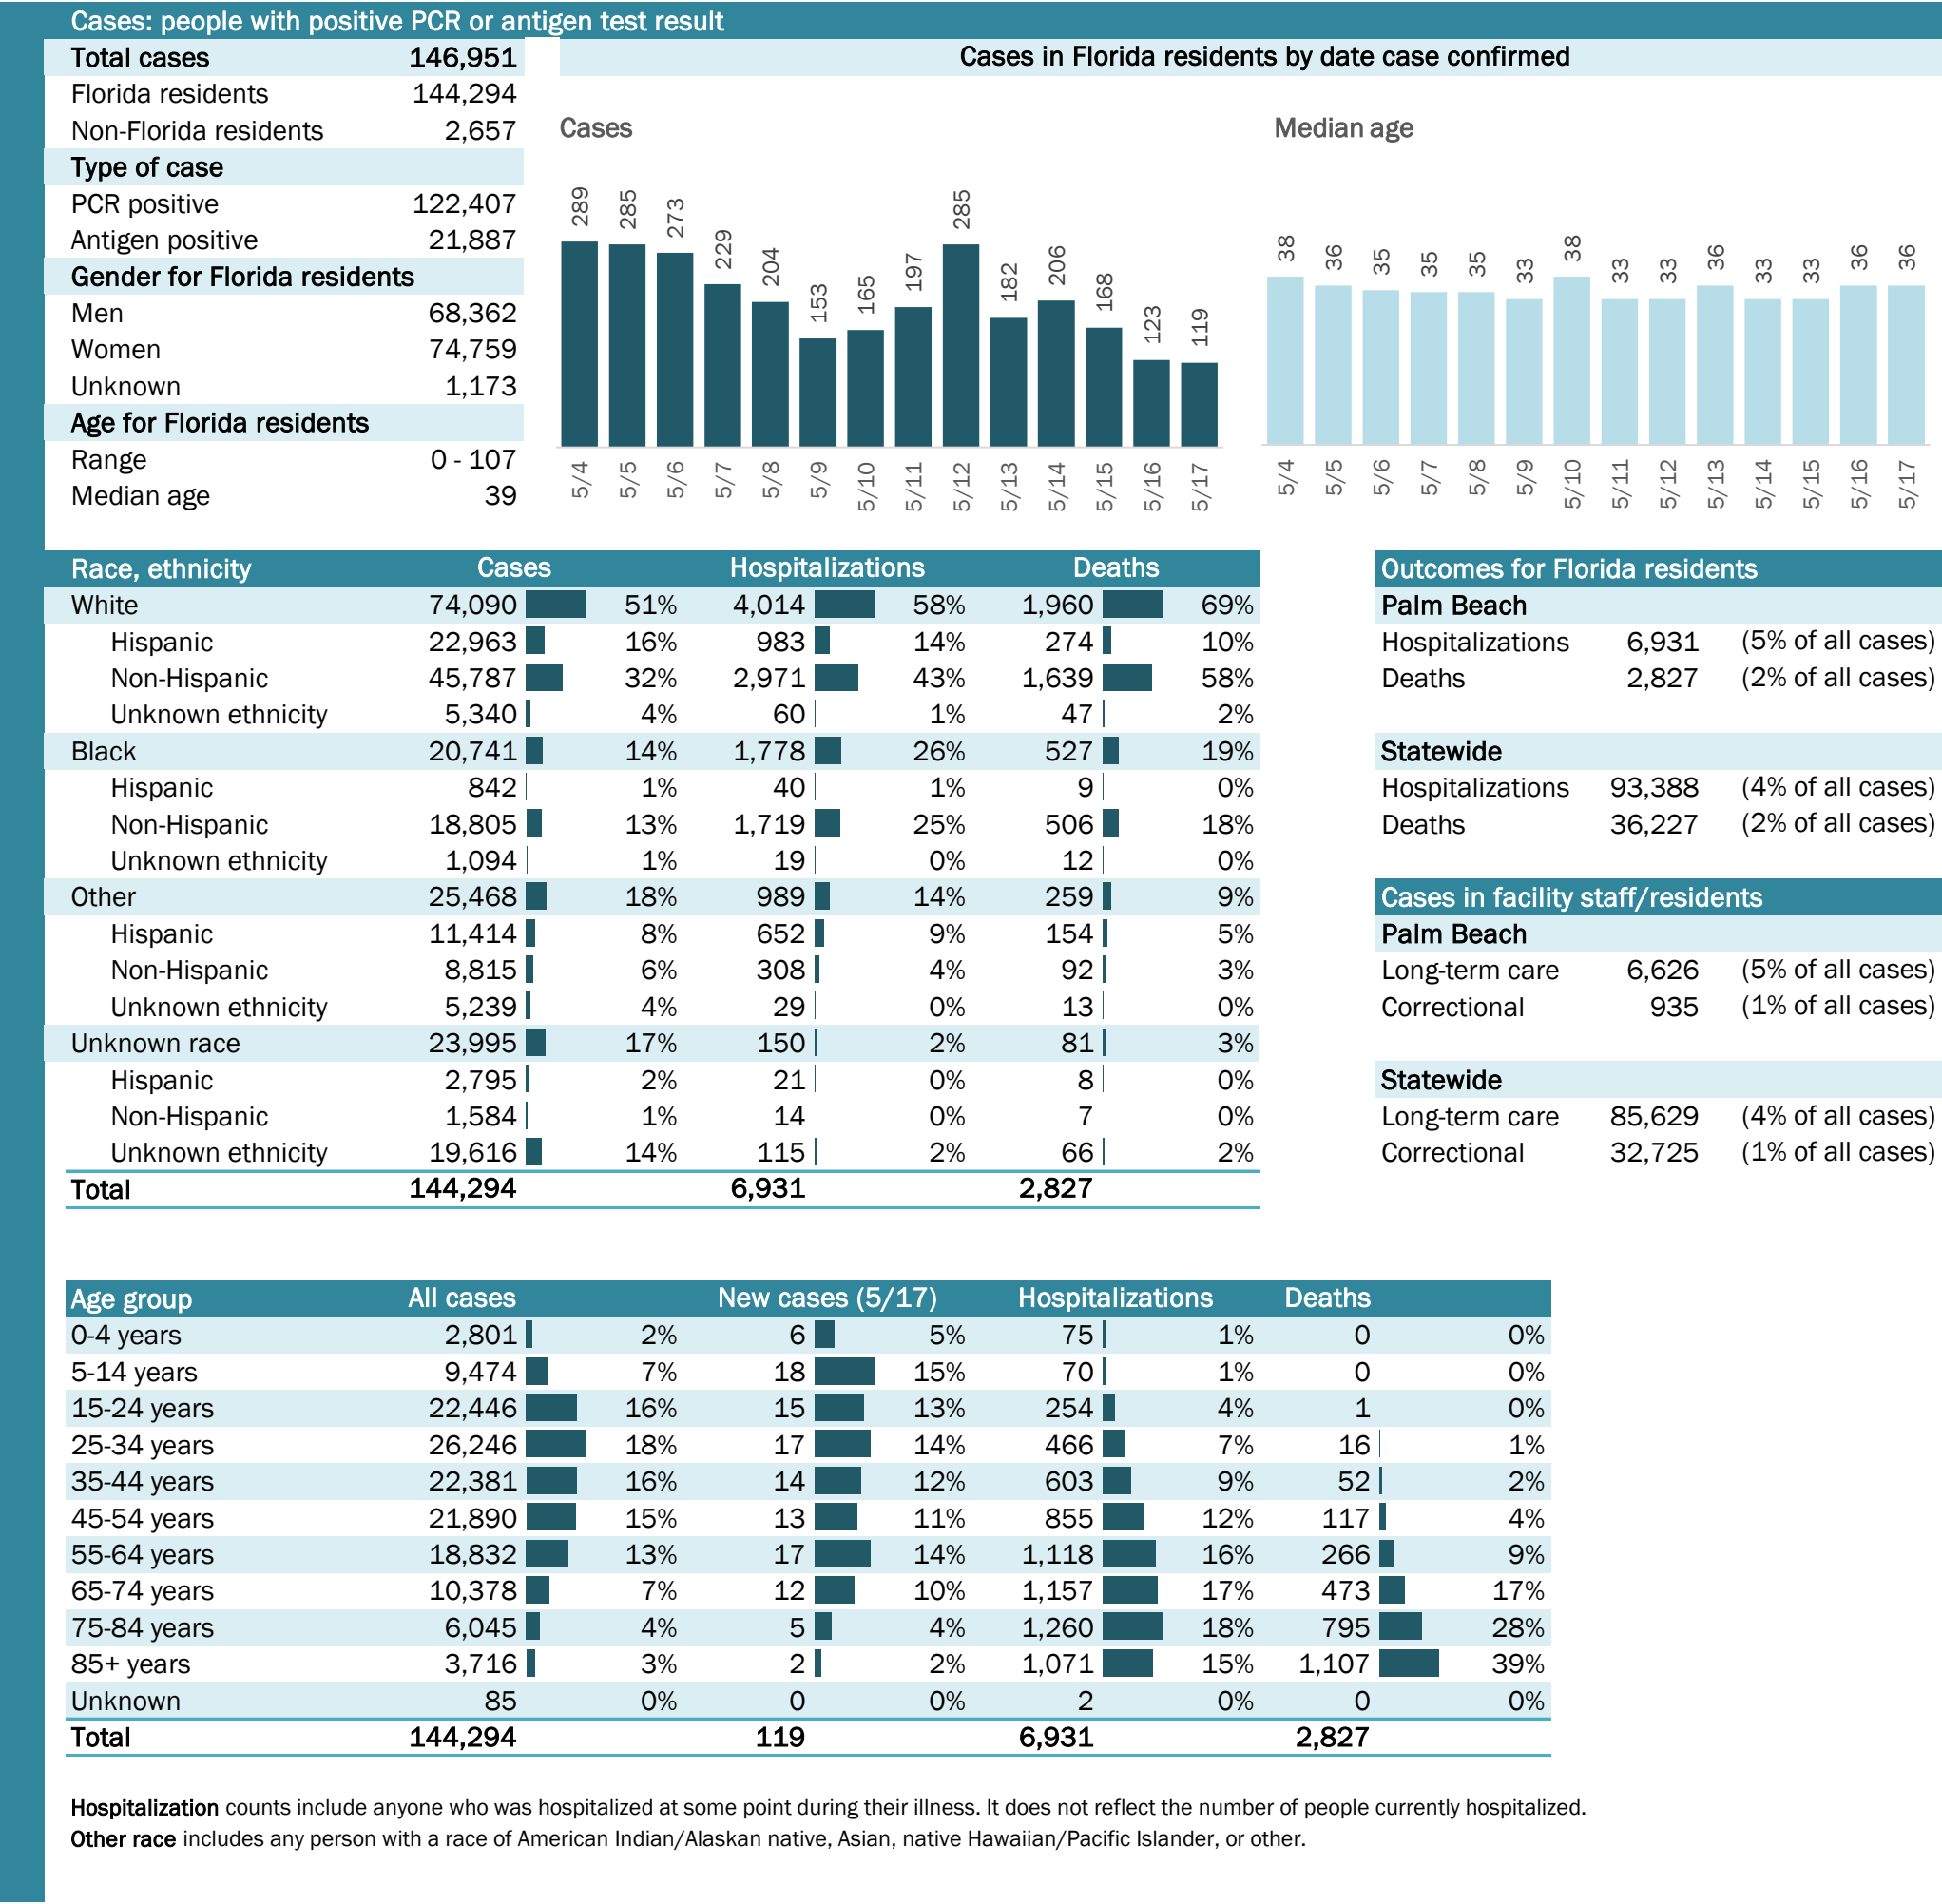 Cases: people with positive PCR or antigen test result
Total cases 146,951
Florida residents 144,294
Non-Florida residents 2,657
Type of case
PCR positive 122,407
Antigen positive 21,887
Gender for Florida residents
Men 68,362
Women 74,759
Unknown 1,173
Age for Florida residents
Range 0 - 107
Median age 39
Cases in Florida residents by date case confirmed
Cases
289 285 273 229 204 153 165 197 285 182 206 168 123 119
5/4 5/5 5/6 5/7 5/8 5/9 5/10 5/11 5/12 5/13 5/14 5/15 5/16 5/17
Median age
38 36 35 35 35 33 38 33 33 36 33 33 36 36
5/4 5/5 5/6 5/7 5/8 5/9 5/10 5/11 5/12 5/13 5/14 5/15 5/16 5/17
Race, ethnicity Cases Hospitalizations Deaths
White 74,090 51% 4,014 58% 1,960 69%
Hispanic 22,963 16% 983 14% 274 10%
Non-Hispanic 45,787 32% 2,971 43% 1,639 58%
Unknown ethnicity 5,340 4% 60 1% 47 2%
Black 20,741 14% 1,778 26% 527 19%
Hispanic 842 1% 40 1% 9 0%
Non-Hispanic 18,805 13% 1,719 25% 506 18%
Unknown ethnicity 1,094 1% 19 0% 12 0%
Other 25,468 18% 989 14% 259 9%
Hispanic 11,414 8% 652 9% 154 5%
Non-Hispanic 8,815 6% 308 4% 92 3%
Unknown ethnicity 5,239 4% 29 0% 13 0%
Unknown race 23,995 17% 150 2% 81 3%
Hispanic 2,795 2% 21 0% 8 0%
Non-Hispanic 1,584 1% 14 0% 7 0%
Unknown ethnicity 19,616 14% 115 2% 66 2%
Total 144,294 6,931 2,827
Outcomes for Florida residents
Palm Beach
Hospitalizations 6,931 (5% of all cases)
Deaths 2,827 (2% of all cases)
Statewide
Hospitalizations 93,388 (4% of all cases)
Deaths 36,227 (2% of all cases)
Cases in facility staff/residents
Palm Beach
Long-term care 6,626 (5% of all cases)
Correctional 935 (1% of all cases)
Statewide
Long-term care 85,629 (4% of all cases)
Correctional 32,725 (1% of all cases)
Age group All cases New cases (5/17) Hospitalizations Deaths
0-4 years 2,801 2% 6 5% 75 1% 0 0%
5-14 years 9,474 7% 18 15% 70 1% 0 0%
15-24 years 22,446 16% 15 13% 254 4% 1 0%
25-34 years 26,246 18% 17 14% 466 7% 16 1%
35-44 years 22,381 16% 14 12% 603 9% 52 2%
45-54 years 21,890 15% 13 11% 855 12% 117 4%
55-64 years 18,832 13% 17 14% 1,118 16% 266 9%
65-74 years 10,378 7% 12 10% 1,157 17% 473 17%
75-84 years 6,045 4% 5 4% 1,260 18% 795 28%
85+ years 3,716 3% 2 2% 1,071 15% 1,107 39%
Unknown 85 0% 0 0% 2 0% 0 0%
Total 144,294 119 6,931 2,827
Hospitalization counts include anyone who was hospitalized at some point during their illness. It does not reflect the number of people currently hospitalized.
Other race includes any person with a race of American Indian/Alaskan native, Asian, native Hawaiian/Pacific Islander, or other.